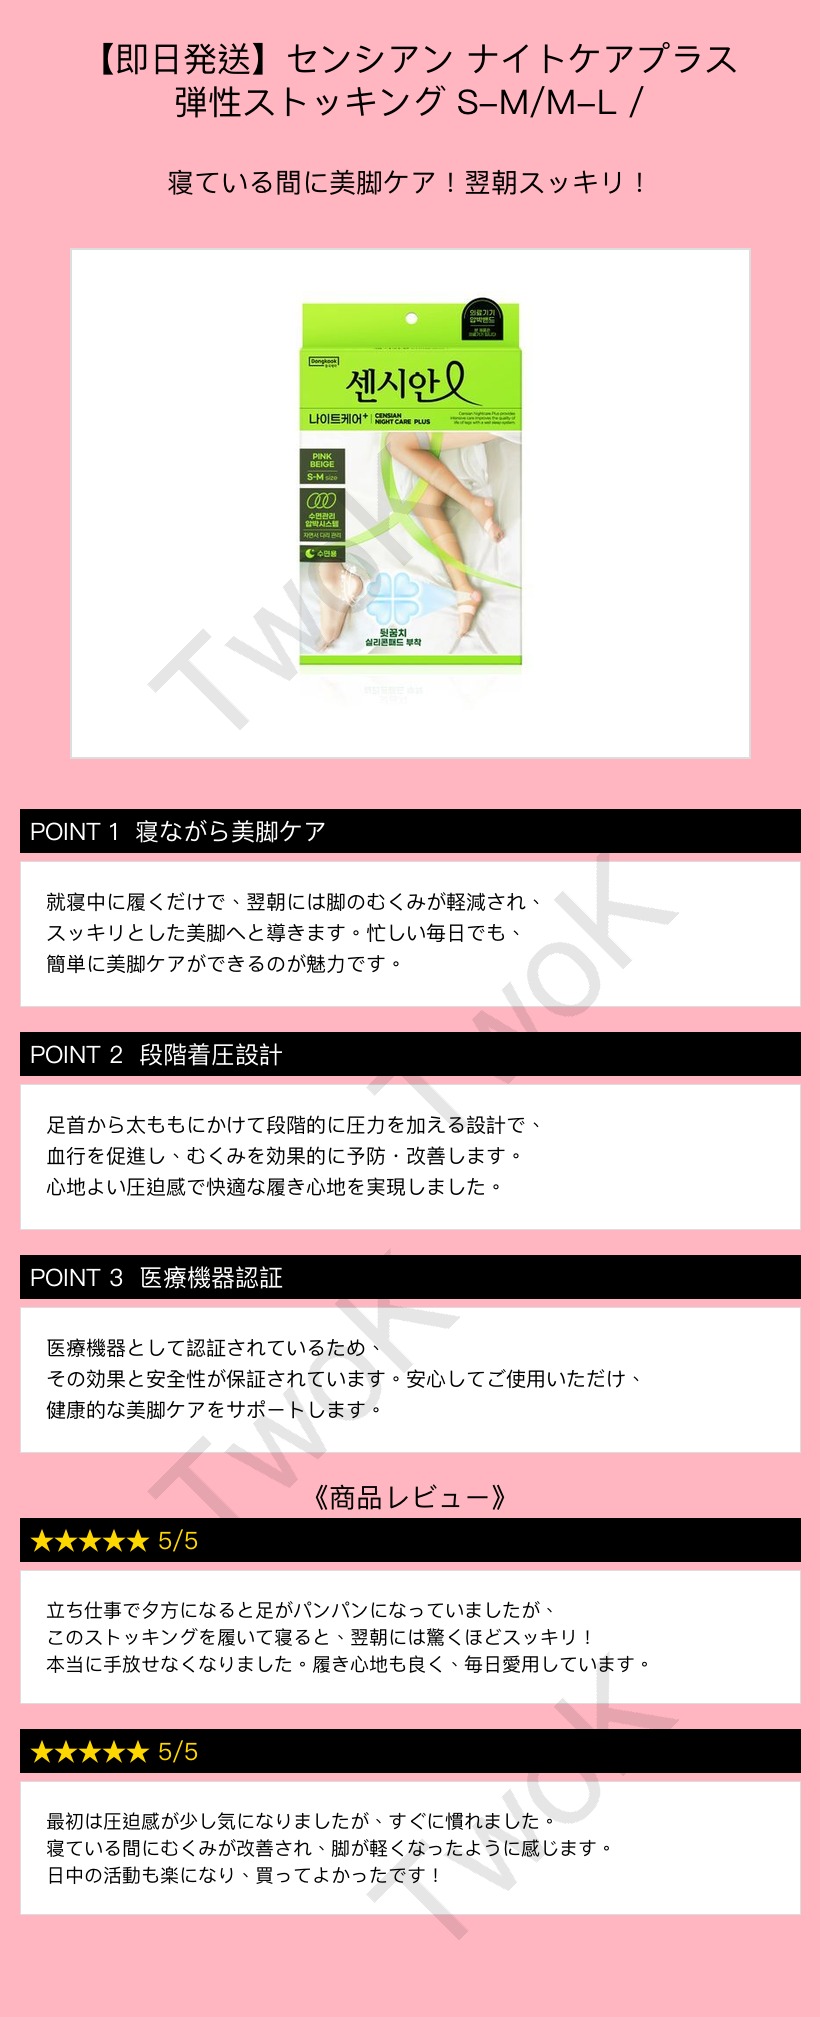 【即日発送】センシアン ナイトケアプラス
弾性ストッキング S–M/M–L /
寝ている間に美脚ケア！翌朝スッキリ！
의료기기
압박밴드
Dongkook
센시안
나이트케어+ | CENSIAN
NIGHT CARE PLUS
Censian Nightcare Plus provides
intensive care improves the quality of
life of legs with a well sleep system.
PINK
BEIGE
S-M size
수면관리
압박시스템
자면서 다리 관리
수면용
뒷꿈치
실리콘패드 부착
POINT 1 寝ながら美脚ケア
就寝中に履くだけで、翌朝には脚のむくみが軽減され、
スッキリとした美脚へと導きます。忙しい毎日でも、
簡単に美脚ケアができるのが魅力です。
POINT 2 段階着圧設計
足首から太ももにかけて段階的に圧力を加える設計で、
血行を促進し、むくみを効果的に予防・改善します。
心地よい圧迫感で快適な履き心地を実現しました。
POINT 3 医療機器認証
医療機器として認証されているため、
その効果と安全性が保証されています。安心してご使用いただけ、
健康的な美脚ケアをサポートします。
《商品レビュー》
★★★★★ 5/5
立ち仕事で夕方になると足がパンパンになっていましたが、
このストッキングを履いて寝ると、翌朝には驚くほどスッキリ！
本当に手放せなくなりました。履き心地も良く、毎日愛用しています。
★★★★★ 5/5
最初は圧迫感が少し気になりましたが、すぐに慣れました。
寝ている間にむくみが改善され、脚が軽くなったように感じます。
日中の活動も楽になり、買ってよかったです！
TwoK
TwoK
TwoK
TwoK